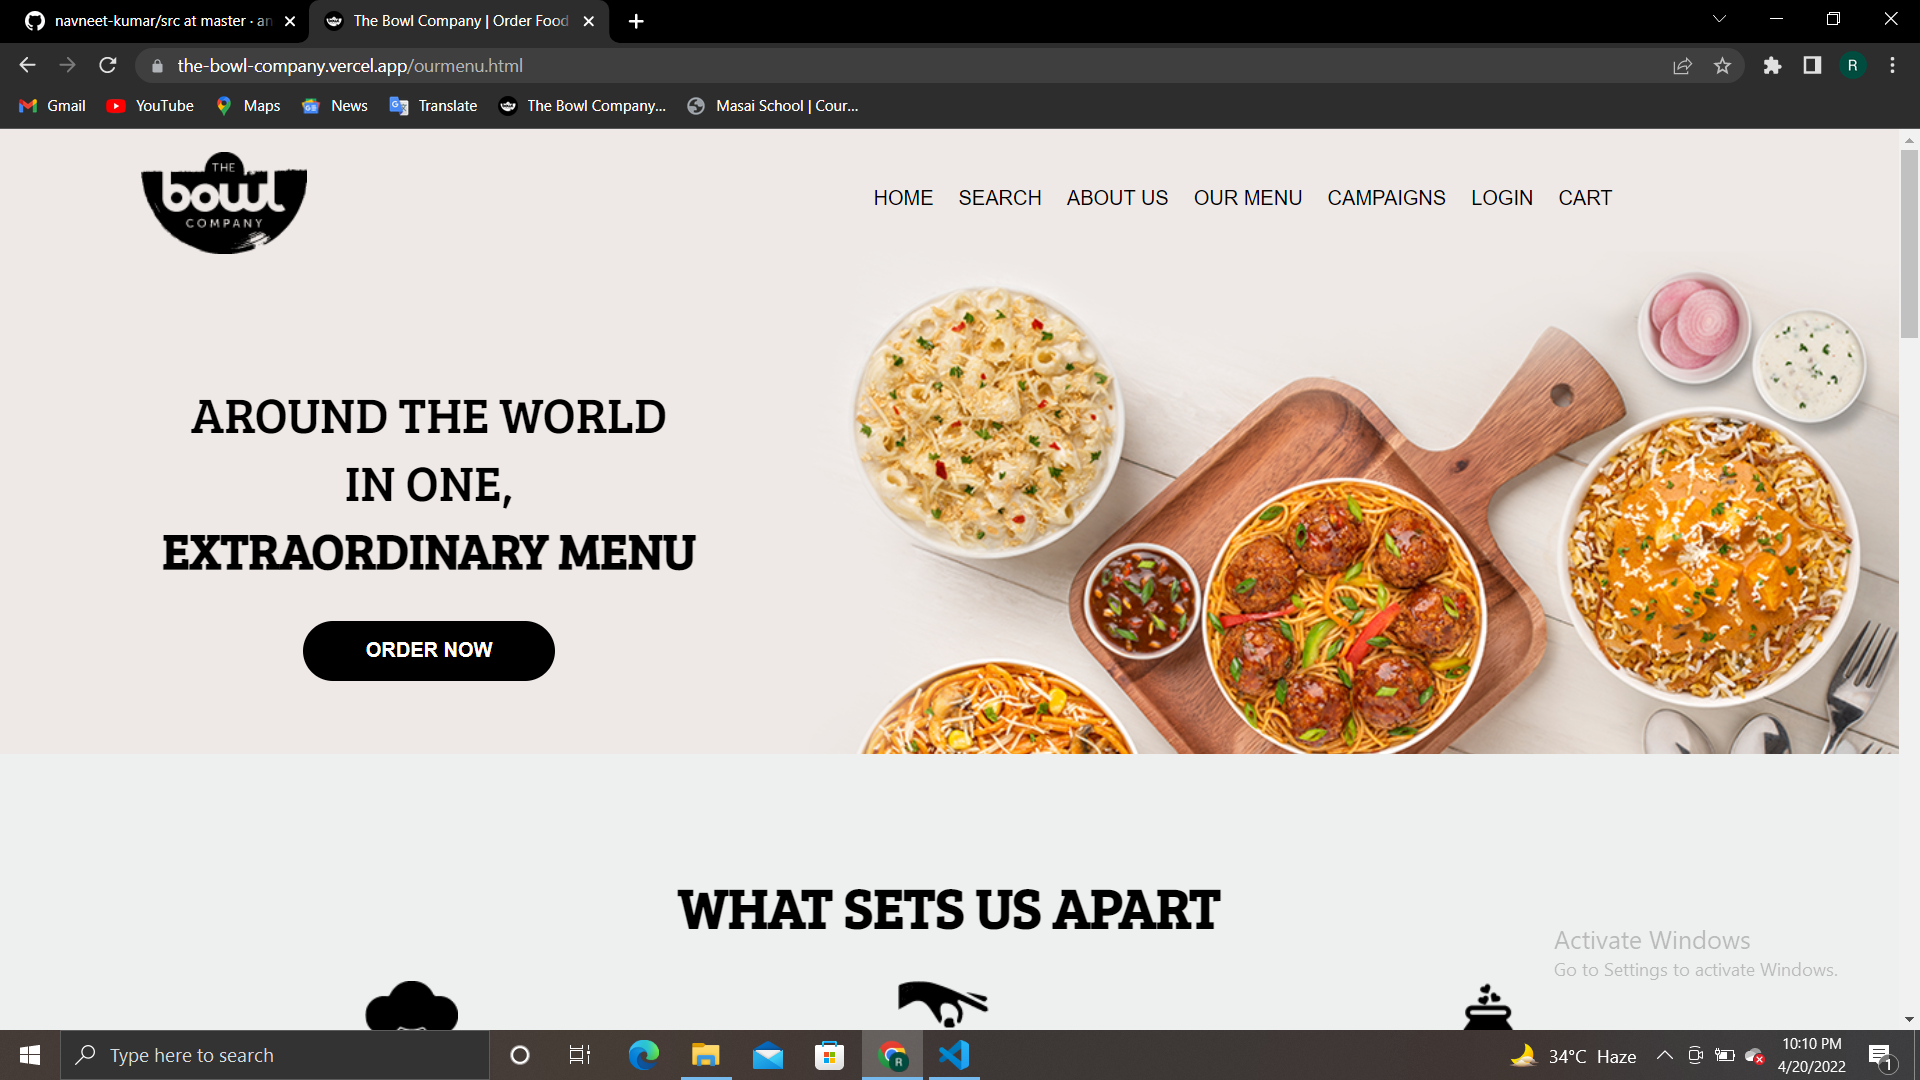 navneet-kumar/src at master · an
The Bowl Company | Order Food
the-bowl-company.vercel.app/ourmenu.html
R
Gmail
YouTube
Maps
News
Translate
The Bowl Company...
Masai School | Cour...
THE
bowl
COMPANY
HOME SEARCH ABOUT US OUR MENU CAMPAIGNS LOGIN CART
AROUND THE WORLD
IN ONE,
EXTRAORDINARY MENU
ORDER NOW
WHAT SETS US APART
Activate Windows
Go to Settings to activate Windows.
Type here to search
R
34°C Haze
10:10 PM
4/20/2022
1